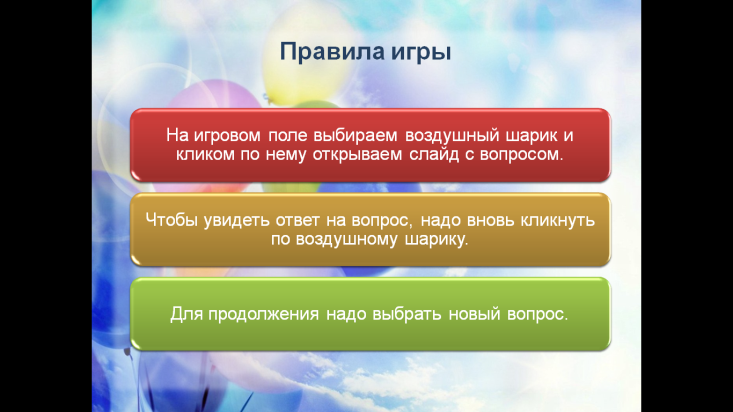 Правила игры
На игровом поле выбираем воздушный шарик и
кликом по нему открываем слайд с вопросом.
Чтобы увидеть ответ на вопрос, надо вновь кликнуть
по воздушному шарику.
Для продолжения надо выбрать новый вопрос.